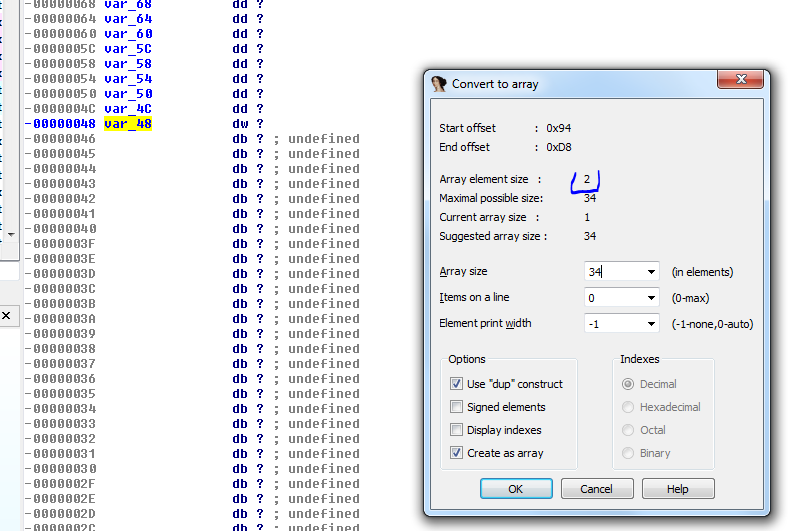 -00000068 var_68 dd ?
-00000064 var_64 dd ?
-00000060 var_60 dd ?
-0000005C var_5C dd ?
-00000058 var_58 dd ?
-00000054 var_54 dd ?
-00000050 var_50 dd ?
-0000004C var_4C dd ?
-00000048 var_48 dw ?
-00000046 db ? ; undefined
-00000045 db ? ; undefined
-00000044 db ? ; undefined
-00000043 db ? ; undefined
-00000042 db ? ; undefined
-00000041 db ? ; undefined
-00000040 db ? ; undefined
-0000003F db ? ; undefined
-0000003E db ? ; undefined
-0000003D db ? ; undefined
-0000003C db ? ; undefined
-0000003B db ? ; undefined
-0000003A db ? ; undefined
-00000039 db ? ; undefined
-00000038 db ? ; undefined
-00000037 db ? ; undefined
-00000036 db ? ; undefined
-00000035 db ? ; undefined
-00000034 db ? ; undefined
-00000033 db ? ; undefined
-00000032 db ? ; undefined
-00000031 db ? ; undefined
-00000030 db ? ; undefined
-0000002F db ? ; undefined
-0000002E db ? ; undefined
-0000002D db ? ; undefined
-0000002C db ? ; undefined
Convert to array
Start offset : 0x94
End offset : 0xD8
Array element size : 2
Maximal possible size: 34
Current array size : 1
Suggested array size : 34
Array size 34 (in elements)
Items on a line 0 (0-max)
Element print width -1 (-1-none,0-auto)
Options
Use "dup" construct
Signed elements
Display indexes
Create as array
Indexes
Decimal
Hexadecimal
Octal
Binary
OK Cancel Help